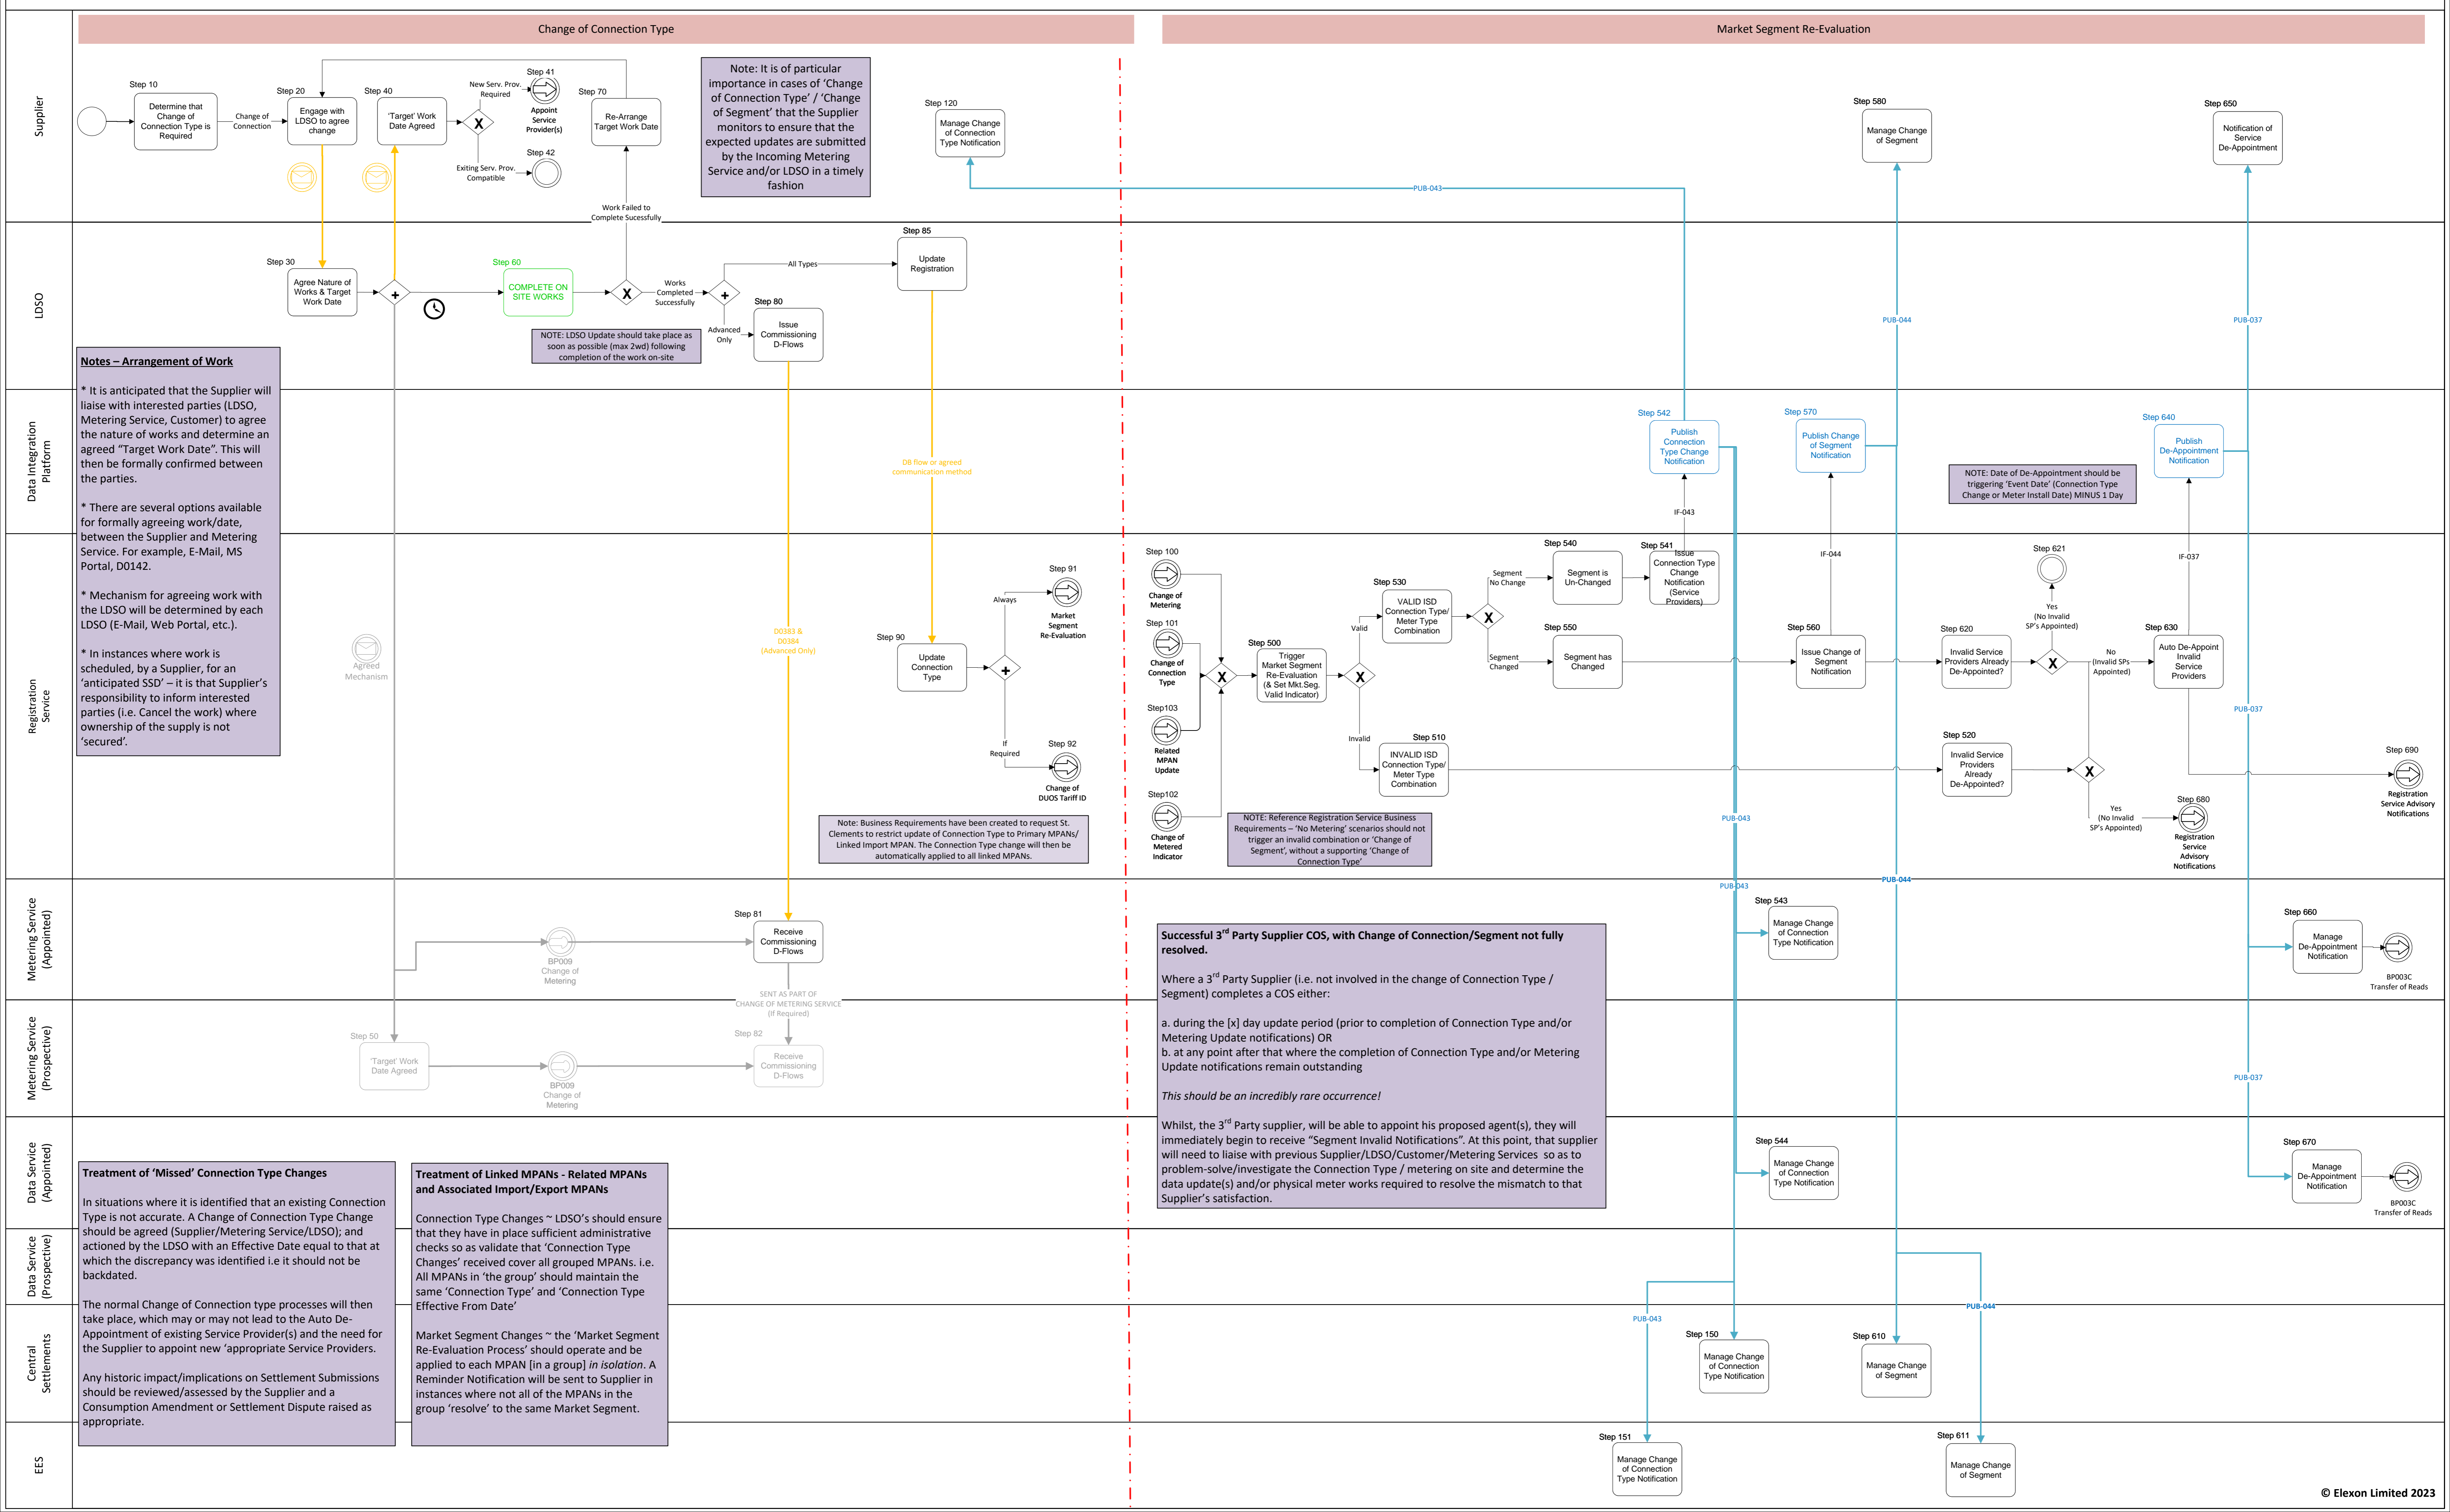 Change of Connection Type
Market Segment Re-Evaluation
Supplier
Step 10
Determine that
Change of
Connection Type is
Required
Change of
Connection
Step 20
Engage with
LDSO to agree
change
Step 40
'Target' Work
Date Agreed
X
New Serv. Prov.
Required
Step 41
Appoint
Service
Provider(s)
Exiting Serv. Prov.
Compatible
Step 42
Step 70
Re-Arrange
Target Work Date
Work Failed to
Complete Sucessfully
Note: It is of particular
importance in cases of ‘Change
of Connection Type’ / ‘Change
of Segment’ that the Supplier
monitors to ensure that the
expected updates are submitted
by the Incoming Metering
Service and/or LDSO in a timely
fashion
Step 120
Manage Change
of Connection
Type Notification
PUB-043
Step 580
Manage Change
of Segment
Step 650
Notification of
Service
De-Appointment
LDSO
Step 30
Agree Nature of
Works & Target
Work Date
+
Step 60
COMPLETE ON
SITE WORKS
X
Works
Completed
Successfully
+
All Types
Advanced
Only
Step 80
Issue
Commissioning
D-Flows
Step 85
Update
Registration
NOTE: LDSO Update should take place as
soon as possible (max 2wd) following
completion of the work on-site
PUB-044
PUB-037
Notes – Arrangement of Work
* It is anticipated that the Supplier will
liaise with interested parties (LDSO,
Metering Service, Customer) to agree
the nature of works and determine an
agreed “Target Work Date”. This will
then be formally confirmed between
the parties.
* There are several options available
for formally agreeing work/date,
between the Supplier and Metering
Service. For example, E-Mail, MS
Portal, D0142.
* Mechanism for agreeing work with
the LDSO will be determined by each
LDSO (E-Mail, Web Portal, etc.).
* In instances where work is
scheduled, by a Supplier, for an
‘anticipated SSD’ – it is that Supplier’s
responsibility to inform interested
parties (i.e. Cancel the work) where
ownership of the supply is not
‘secured’.
Data Integration
Platform
DB flow or agreed
communication method
Step 542
Publish
Connection
Type Change
Notification
IF-043
Step 570
Publish Change
of Segment
Notification
NOTE: Date of De-Appointment should be
triggering ‘Event Date’ (Connection Type
Change or Meter Install Date) MINUS 1 Day
Step 640
Publish
De-Appointment
Notification
Registration
Service
Agreed
Mechanism
D0383 &
D0384
(Advanced Only)
Step 90
Update
Connection
Type
+
Always
Step 91
Market
Segment
Re-Evaluation
If
Required
Step 92
Change of
DUOS Tariff ID
Note: Business Requirements have been created to request St.
Clements to restrict update of Connection Type to Primary MPANs/
Linked Import MPAN. The Connection Type change will then be
automatically applied to all linked MPANs.
Step 100
Change of
Metering
Step 101
Change of
Connection
Type
Step103
Related
MPAN
Update
Step102
Change of
Metered
Indicator
X
Step 500
Trigger
Market Segment
Re-Evaluation
(& Set Mkt.Seg.
Valid Indicator)
X
Valid
Invalid
Step 530
VALID ISD
Connection Type/
Meter Type
Combination
Step 510
INVALID ISD
Connection Type/
Meter Type
Combination
X
Segment
No Change
Segment
Changed
Step 540
Segment is
Un-Changed
Step 550
Segment has
Changed
Step 541
Issue
Connection Type
Change
Notification
(Service
Providers)
IF-044
Step 560
Issue Change of
Segment
Notification
Step 620
Invalid Service
Providers Already
De-Appointed?
Step 520
Invalid Service
Providers
Already
De-Appointed?
Step 621
Yes
(No Invalid
SP’s Appointed)
X
No
(Invalid SPs
Appointed)
X
Yes
(No Invalid
SP’s Appointed)
Step 680
Registration
Service
Advisory
Notifications
IF-037
Step 630
Auto De-Appoint
Invalid
Service
Providers
PUB-037
Step 690
Registration
Service Advisory
Notifications
NOTE: Reference Registration Service Business
Requirements – ‘No Metering’ scenarios should not
trigger an invalid combination or ‘Change of
Segment’, without a supporting ‘Change of
Connection Type’
PUB-043
Metering Service
(Appointed)
BP009
Change of
Metering
Step 81
Receive
Commissioning
D-Flows
SENT AS PART OF
CHANGE OF METERING SERVICE
(If Required)
PUB-043
PUB-044
Step 543
Manage Change
of Connection
Type Notification
Step 660
Manage
De-Appointment
Notification
BP003C
Transfer of Reads
Successful 3rd Party Supplier COS, with Change of Connection/Segment not fully
resolved.
Where a 3rd Party Supplier (i.e. not involved in the change of Connection Type /
Segment) completes a COS either:
a. during the [x] day update period (prior to completion of Connection Type and/or
Metering Update notifications) OR
b. at any point after that where the completion of Connection Type and/or Metering
Update notifications remain outstanding
This should be an incredibly rare occurrence!
Whilst, the 3rd Party supplier, will be able to appoint his proposed agent(s), they will
immediately begin to receive “Segment Invalid Notifications”. At this point, that supplier
will need to liaise with previous Supplier/LDSO/Customer/Metering Services so as to
problem-solve/investigate the Connection Type / metering on site and determine the
data update(s) and/or physical meter works required to resolve the mismatch to that
Supplier’s satisfaction.
Metering Service
(Prospective)
Step 50
'Target' Work
Date Agreed
BP009
Change of
Metering
Step 82
Receive
Commissioning
D-Flows
PUB-037
Data Service
(Appointed)
Step 544
Manage Change
of Connection
Type Notification
Step 670
Manage
De-Appointment
Notification
BP003C
Transfer of Reads
Treatment of ‘Missed’ Connection Type Changes
In situations where it is identified that an existing Connection
Type is not accurate. A Change of Connection Type Change
should be agreed (Supplier/Metering Service/LDSO); and
actioned by the LDSO with an Effective Date equal to that at
which the discrepancy was identified i.e it should not be
backdated.
The normal Change of Connection type processes will then
take place, which may or may not lead to the Auto De-
Appointment of existing Service Provider(s) and the need for
the Supplier to appoint new ‘appropriate Service Providers.
Any historic impact/implications on Settlement Submissions
should be reviewed/assessed by the Supplier and a
Consumption Amendment or Settlement Dispute raised as
appropriate.
Treatment of Linked MPANs - Related MPANs
and Associated Import/Export MPANs
Connection Type Changes ~ LDSO’s should ensure
that they have in place sufficient administrative
checks so as validate that ‘Connection Type
Changes’ received cover all grouped MPANs. i.e.
All MPANs in ‘the group’ should maintain the
same ‘Connection Type’ and ‘Connection Type
Effective From Date’
Market Segment Changes ~ the ‘Market Segment
Re-Evaluation Process’ should operate and be
applied to each MPAN [in a group] in isolation. A
Reminder Notification will be sent to Supplier in
instances where not all of the MPANs in the
group ‘resolve’ to the same Market Segment.
Data Service
(Prospective)
Central
Settlements
PUB-043
PUB-044
Step 150
Manage Change
of Connection
Type Notification
Step 610
Manage Change
of Segment
EES
Step 151
Manage Change
of Connection
Type Notification
Step 611
Manage Change
of Segment
© Elexon Limited 2023